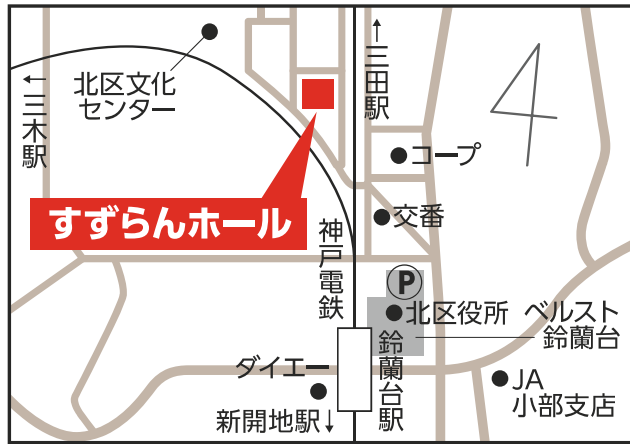 北区文化
センター
←三木駅
↑三田駅
コープ
すずらんホール
交番
神戸電鉄
P
北区役所
ベルスト
鈴蘭台
ダイエー
鈴蘭台駅
新開地駅↓
JA
小部支店